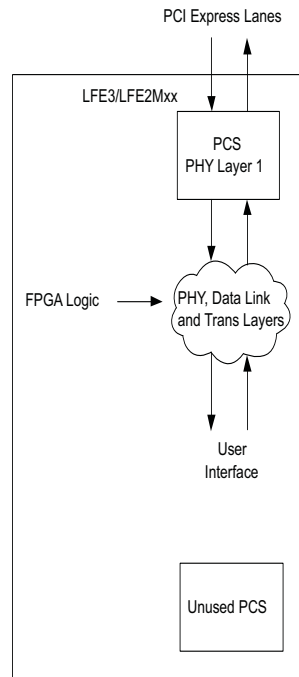 PCI Express Lanes
LFE3/LFE2Mxx
PCS
PHY Layer 1
FPGA Logic
PHY, Data Link
and Trans Layers
User
Interface
Unused PCS